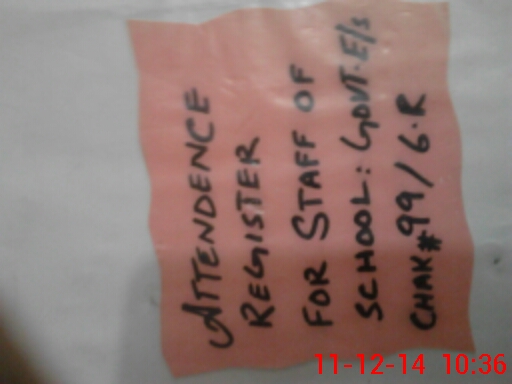 ATTENDENCE
REGISTER
FOR STAFF OF
SCHOOL: GOVT. E/S
CHAK# 99/6.R
11-12-14 10:36